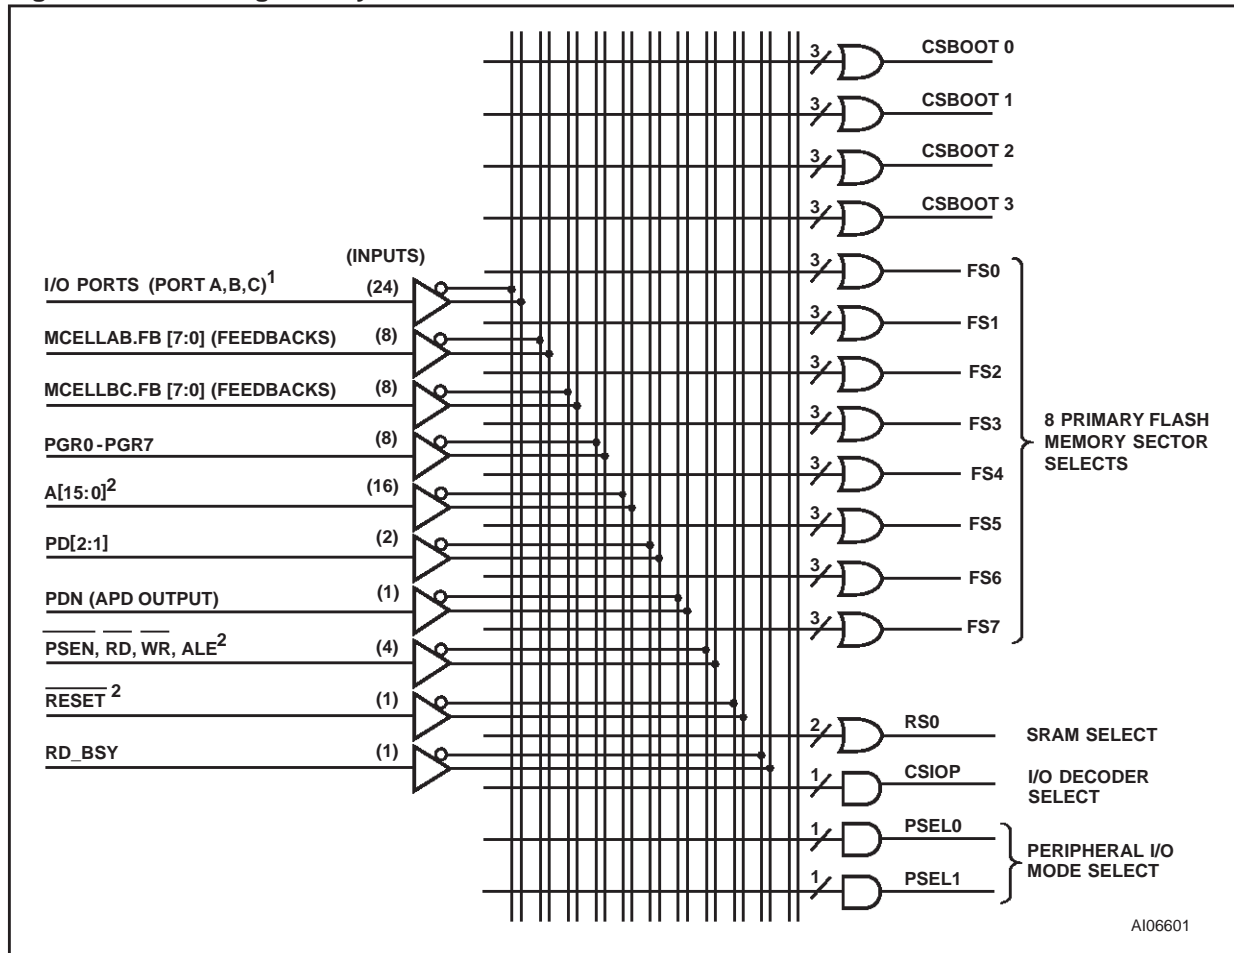 CSBOOT 0
3
CSBOOT 1
3
CSBOOT 2
3
CSBOOT 3
3
(INPUTS)
I/O PORTS (PORT A,B,C)1 (24)
MCELLAB.FB [7:0] (FEEDBACKS) (8)
MCELLBC.FB [7:0] (FEEDBACKS) (8)
PGR0-PGR7 (8)
A[15:0]2 (16)
PD[2:1] (2)
PDN (APD OUTPUT) (1)
PSEN, RD, WR, ALE2 (4)
RESET 2 (1)
RD_BSY (1)
3 FS0
3 FS1
3 FS2
3 FS3
3 FS4
3 FS5
3 FS6
3 FS7
8 PRIMARY FLASH
MEMORY SECTOR
SELECTS
2 RS0
SRAM SELECT
1 CSIOP
I/O DECODER
SELECT
1 PSEL0
1 PSEL1
PERIPHERAL I/O
MODE SELECT
AI06601